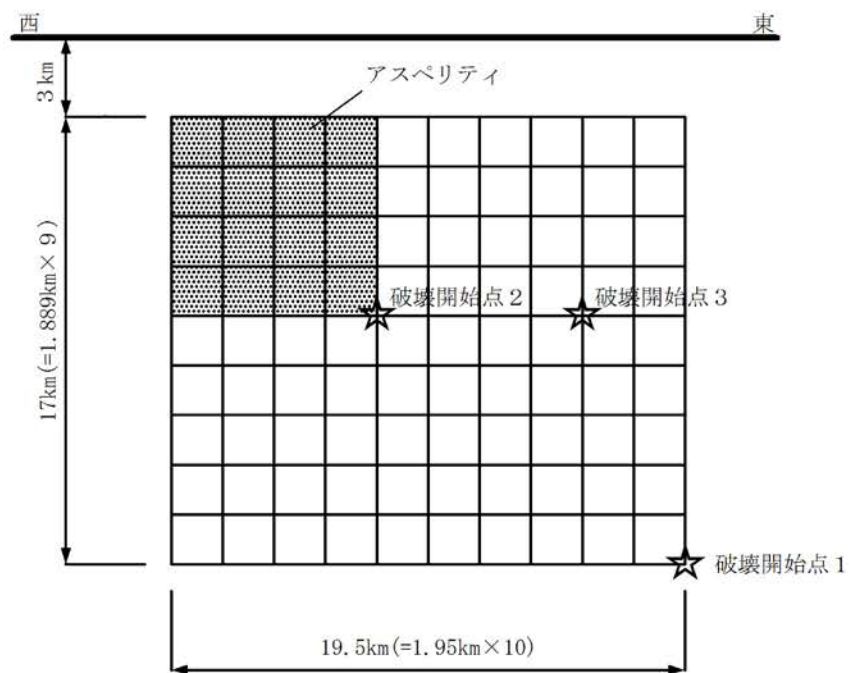 西
東
3km
アスペリティ
破壊開始点2
破壊開始点3
17km(=1.889km×9)
破壊開始点1
19.5km(=1.95km×10)